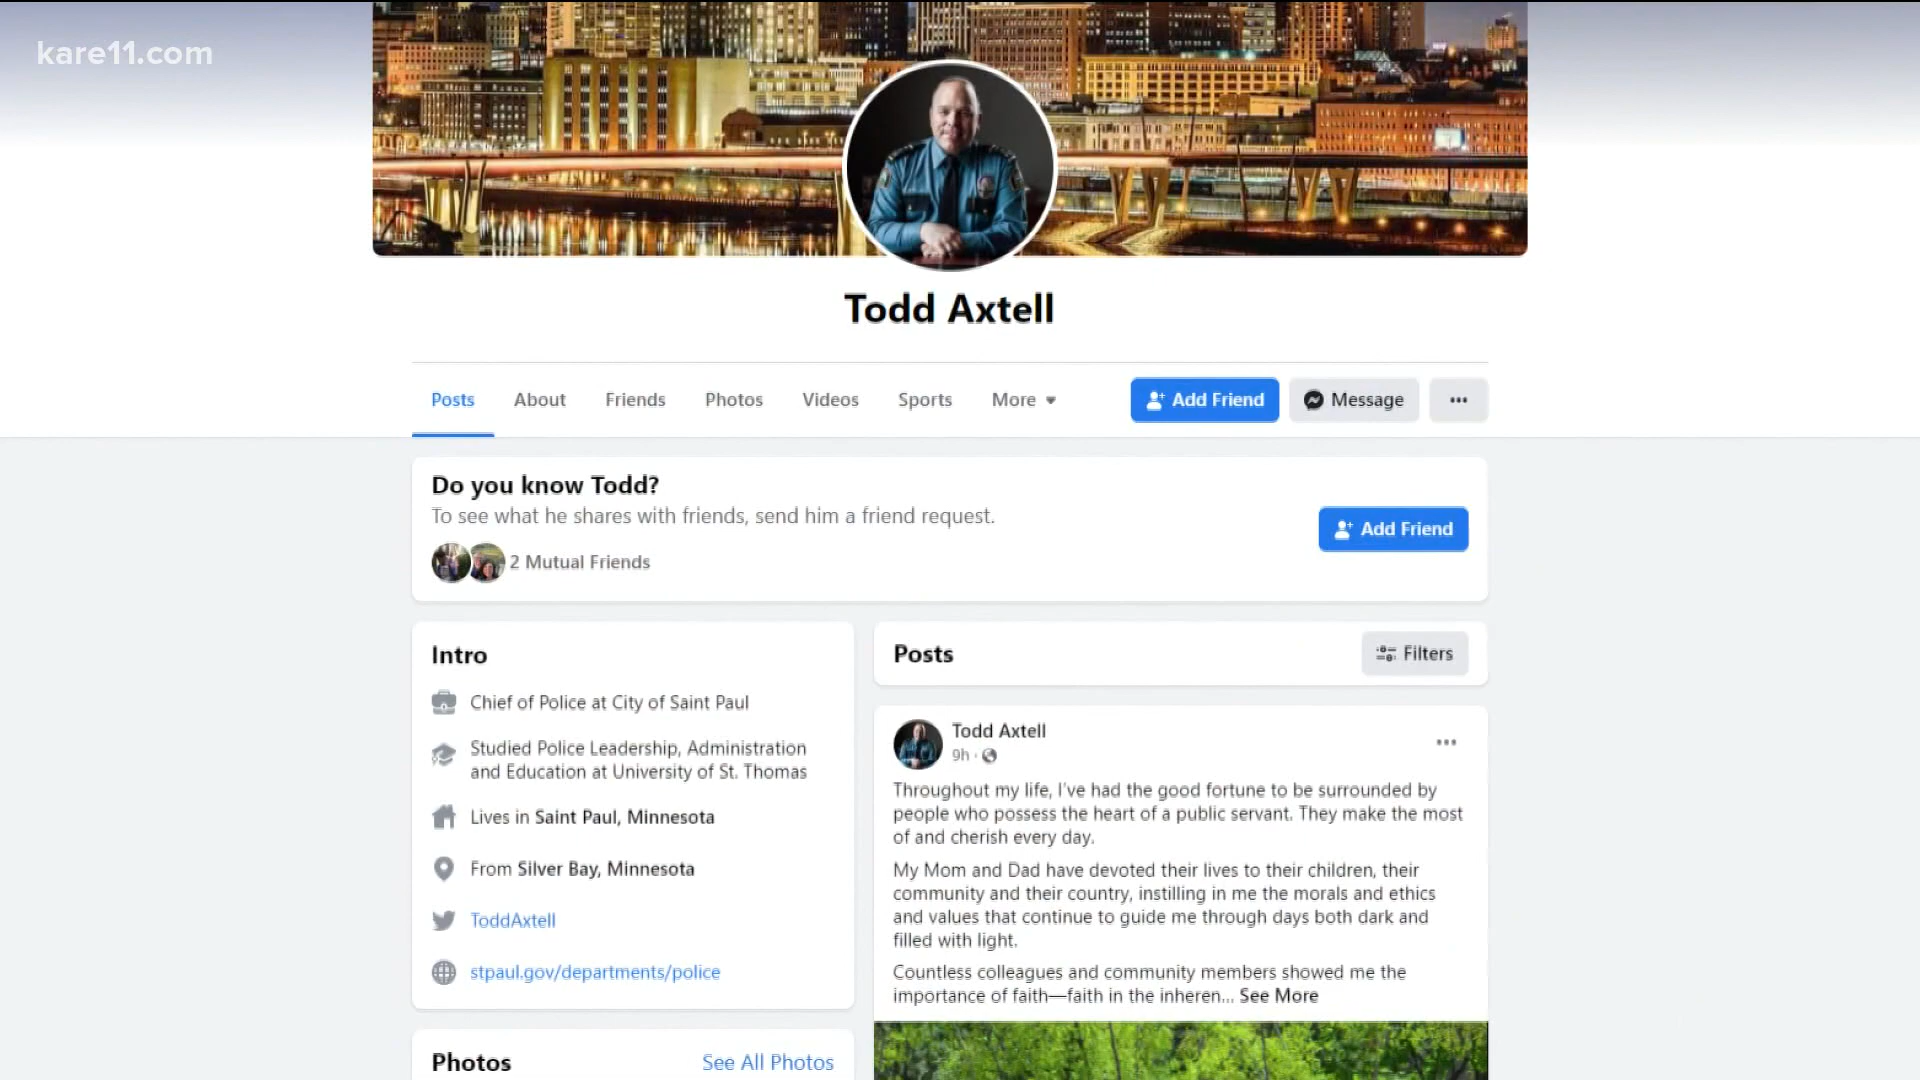 kare11.com
Todd Axtell
Posts About Friends Photos Videos Sports More
Add Friend Message
Do you know Todd?
To see what he shares with friends, send him a friend request.
2 Mutual Friends
Add Friend
Intro
Chief of Police at City of Saint Paul
Studied Police Leadership, Administration
and Education at University of St. Thomas
Lives in Saint Paul, Minnesota
From Silver Bay, Minnesota
ToddAxtell
stpaul.gov/departments/police
Photos See All Photos
Posts Filters
Todd Axtell
9h ·
Throughout my life, I've had the good fortune to be surrounded by
people who possess the heart of a public servant. They make the most
of and cherish every day.
My Mom and Dad have devoted their lives to their children, their
community and their country, instilling in me the morals and ethics
and values that continue to guide me through days both dark and
filled with light.
Countless colleagues and community members showed me the
importance of faith—faith in the inheren... See More